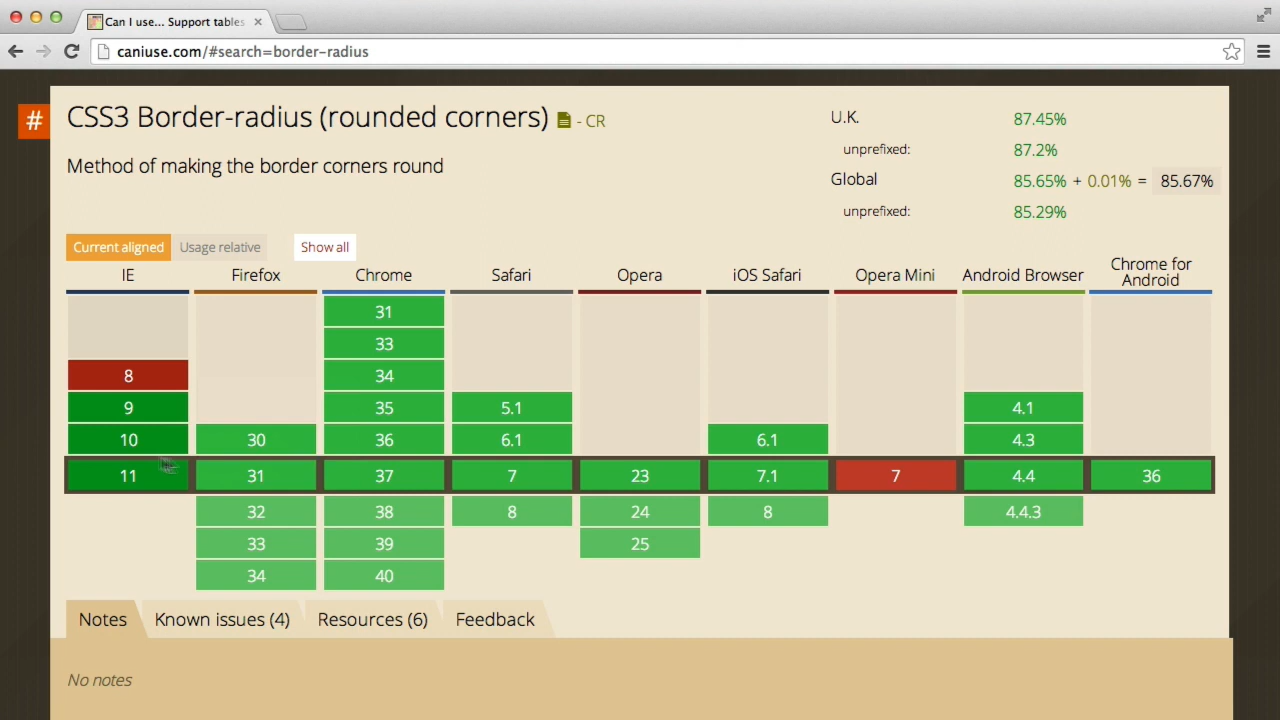 Can I use... Support tables
caniuse.com/#search=border-radius
#
CSS3 Border-radius (rounded corners) - CR
Method of making the border corners round
U.K. 87.45%
unprefixed: 87.2%
Global 85.65% + 0.01% = 85.67%
unprefixed: 85.29%
Current aligned Usage relative Show all
IE Firefox Chrome Safari Opera iOS Safari Opera Mini Android Browser Chrome for Android
31
33
8 34
9 35 5.1 4.1
10 30 36 6.1 6.1 4.3
11 31 37 7 23 7.1 7 4.4 36
32 38 8 24 8 4.4.3
33 39 25
34 40
Notes Known issues (4) Resources (6) Feedback
No notes